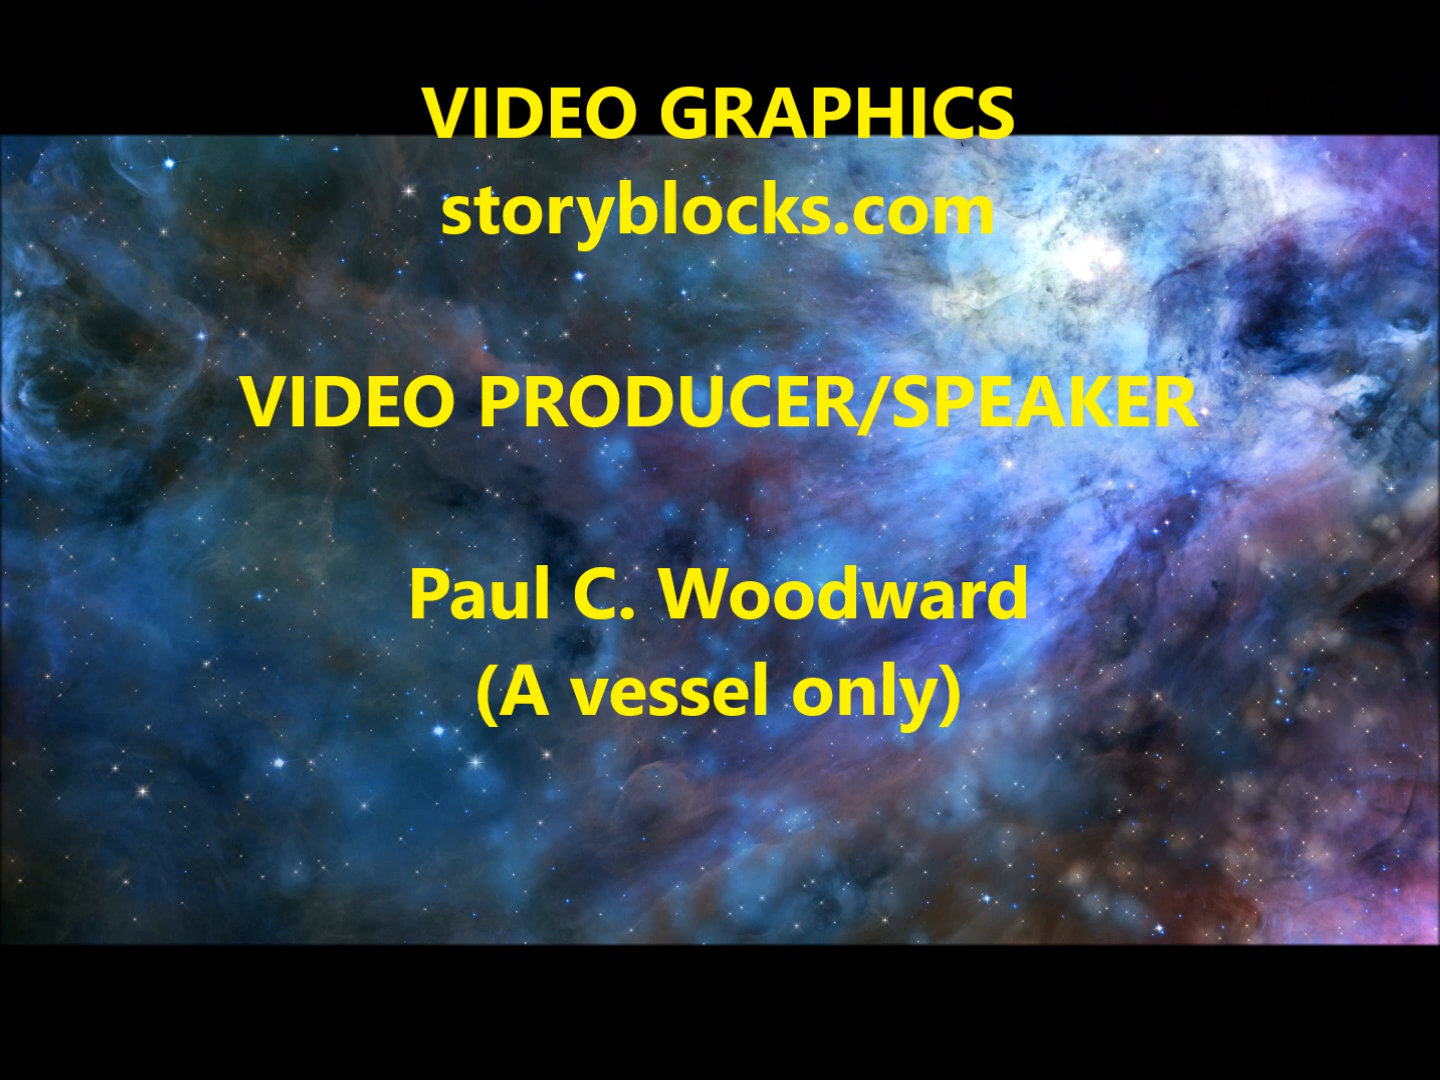 VIDEO GRAPHICS
storyblocks.com
VIDEO PRODUCER/SPEAKER
Paul C. Woodward
(A vessel only)